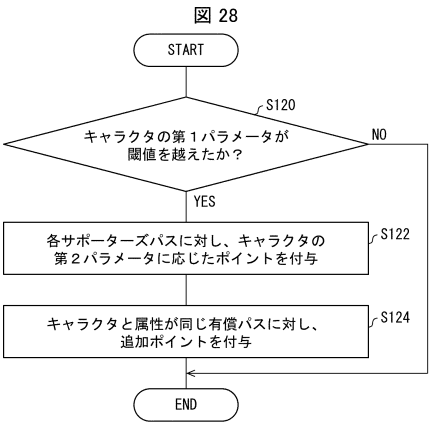 図 28
START
S120
キャラクタの第１パラメータが
閾値を越えたか？
NO
YES
S122
各サポーターズパスに対し、キャラクタの
第２パラメータに応じたポイントを付与
S124
キャラクタと属性が同じ有償パスに対し、
追加ポイントを付与
END